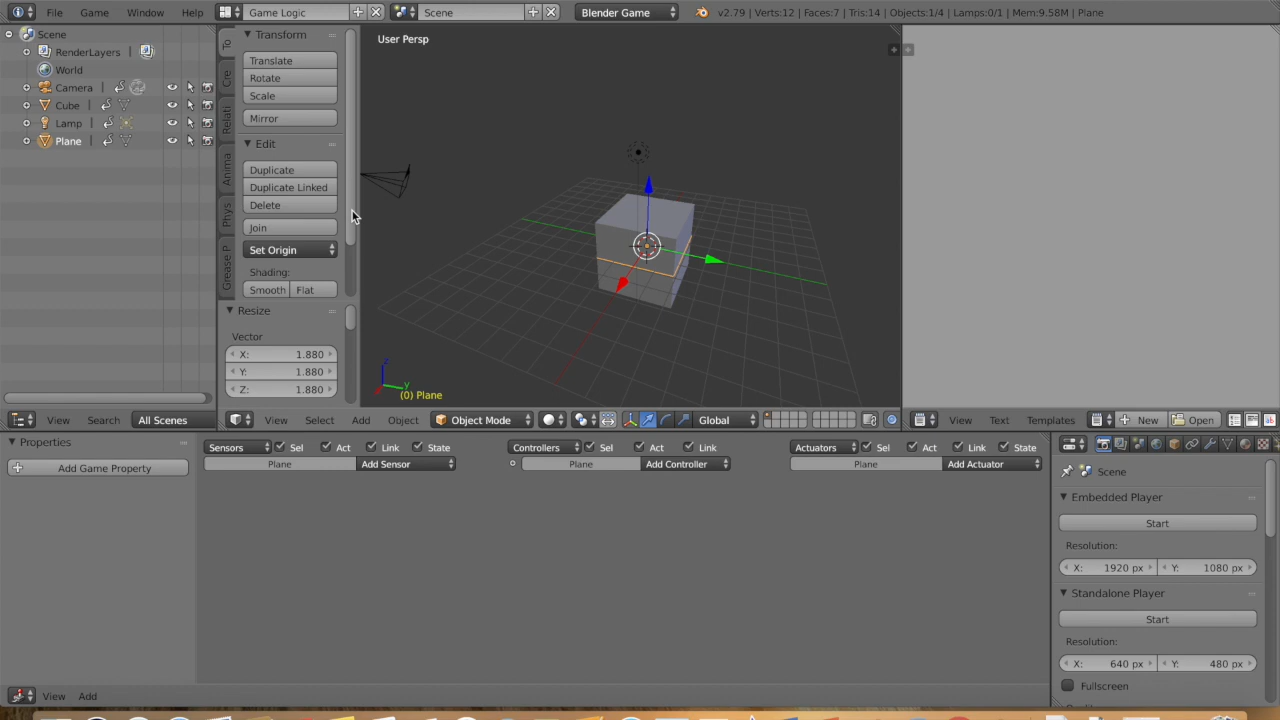 File Game Window Help Game Logic Scene Blender Game v2.79 | Verts:12 | Faces:7 | Tris:14 | Objects:1/4 | Lamps:0/1 | Mem:9.58M | Plane
Scene
RenderLayers
World
Camera
Cube
Lamp
Plane
View Search All Scenes
To
Cre
Relati
Anima
Phys
Grease P
Transform
Translate
Rotate
Scale
Mirror
Edit
Duplicate
Duplicate Linked
Delete
Join
Set Origin
Shading:
Smooth Flat
Resize
Vector
X: 1.880
Y: 1.880
Z: 1.880
User Persp
z
y
(0) Plane
View Select Add Object Object Mode Global
View Text Templates New Open
Properties
Add Game Property
Sensors Sel Act Link State
Plane Add Sensor
Controllers Sel Act Link
Plane Add Controller
Actuators Sel Act Link State
Plane Add Actuator
View Add
Scene
Embedded Player
Start
Resolution:
X: 1920 px Y: 1080 px
Standalone Player
Start
Resolution:
X: 640 px Y: 480 px
Fullscreen